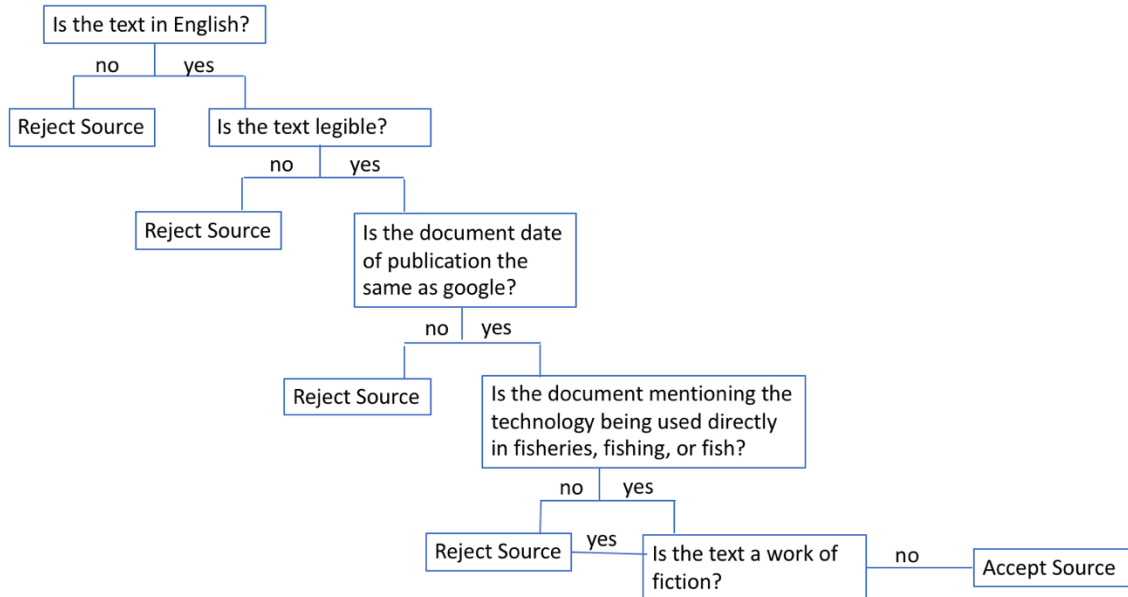 Is the text in English?
no yes
Reject Source
Is the text legible?
no yes
Reject Source
Is the document date
of publication the
same as google?
no yes
Reject Source
Is the document mentioning the
technology being used directly
in fisheries, fishing, or fish?
no yes
Reject Source
yes
Is the text a work of
fiction?
no
Accept Source